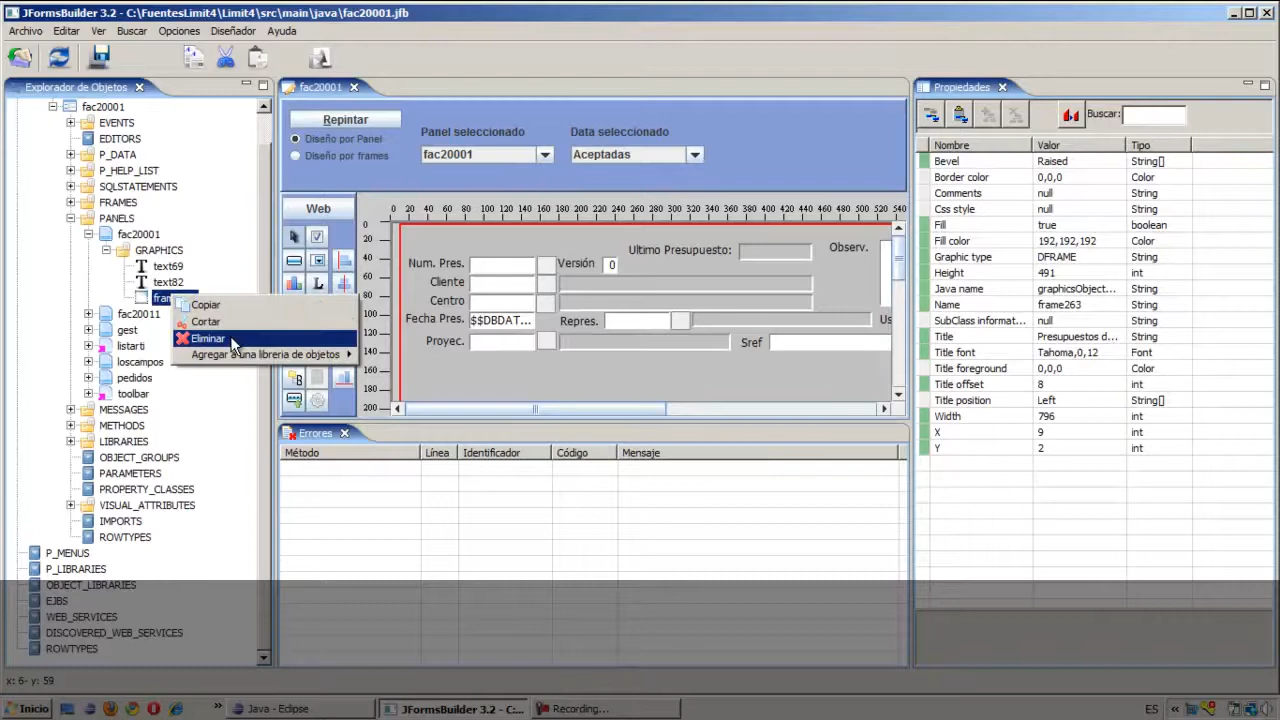 JFormsBuilder 3.2 - C:\FuentesLimit4\Limit4\src\main\java\fac20001.jfb
Archivo Editar Ver Buscar Opciones Diseñador Ayuda
Explorador de Objetos
fac20001
EVENTS
EDITORS
P_DATA
P_HELP_LIST
SQLSTATEMENTS
FRAMES
PANELS
fac20001
GRAPHICS
text69
text82
fac20011
gest
listarti
loscampos
pedidos
toolbar
MESSAGES
METHODS
LIBRARIES
OBJECT_GROUPS
PARAMETERS
PROPERTY_CLASSES
VISUAL_ATTRIBUTES
IMPORTS
ROWTYPES
P_MENUS
P_LIBRARIES
OBJECT_LIBRARIES
EJBS
WEB_SERVICES
DISCOVERED_WEB_SERVICES
ROWTYPES
Copiar
Cortar
Eliminar
Agregar a una libreria de objetos
fac20001
Repintar
Diseño por Panel
Diseño por frames
Panel seleccionado
fac20001
Data seleccionado
Aceptadas
Web
0 20 40 60 80 100 120 140 160 180 200 220 240 260 280 300 320 340 360 380 400 420 440 460 480 500 520 540
0
20
40
60
80
100
120
140
160
180
200
Ultimo Presupuesto: Observ.
Num. Pres. Versión 0
Cliente
Centro
Fecha Pres. $$DBDAT... Repres. Us
Proyec. Sref
Errores
Método Línea Identificador Código Mensaje
Propiedades
Buscar:
Nombre Valor Tipo
Bevel Raised String[]
Border color 0,0,0 Color
Comments null String
Css style null String
Fill true boolean
Fill color 192,192,192 Color
Graphic type DFRAME String
Height 491 int
Java name graphicsObject... String
Name frame263 String
SubClass informat... null String
Title Presupuestos d... String
Title font Tahoma,0,12 Font
Title foreground 0,0,0 Color
Title offset 8 int
Title position Left String[]
Width 796 int
X 9 int
Y 2 int
x: 6- y: 59
Inicio » Java - Eclipse JFormsBuilder 3.2 - C:... Recording... ES «